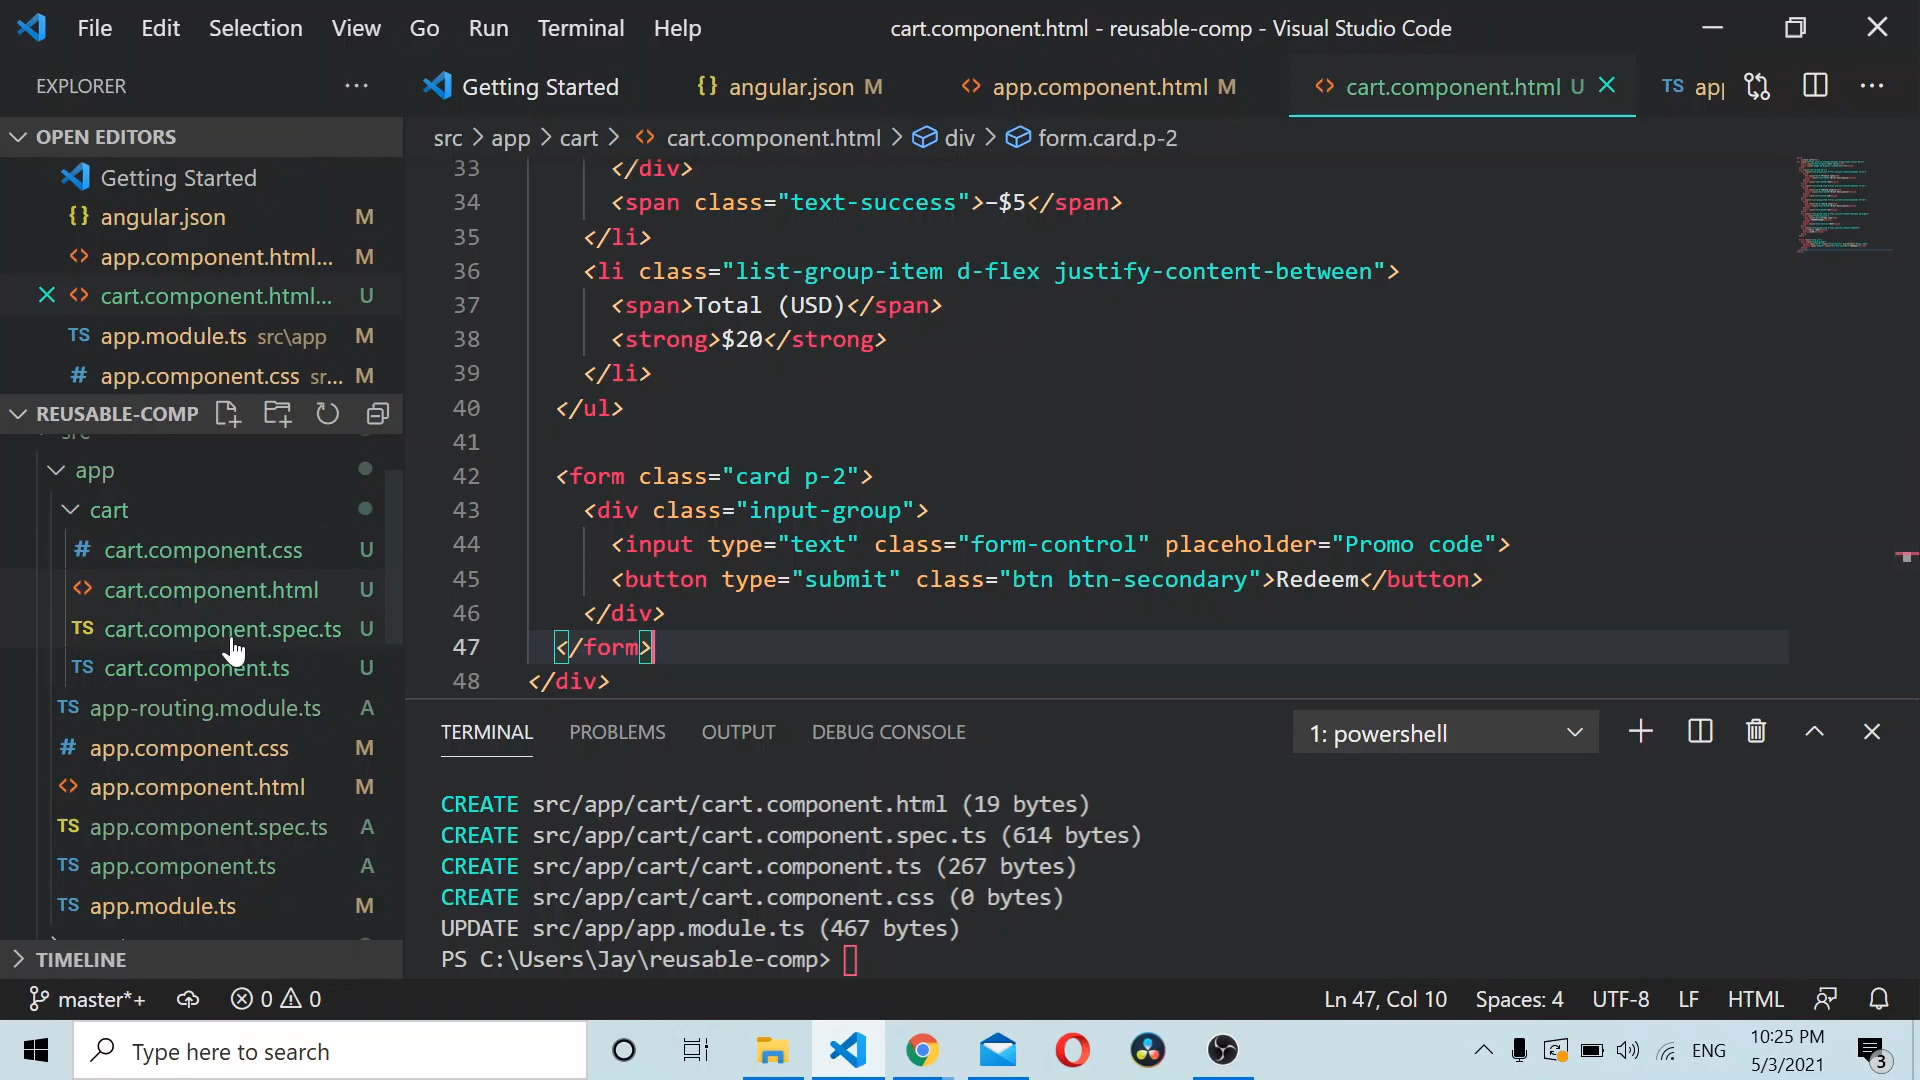 File Edit Selection View Go Run Terminal Help
cart.component.html - reusable-comp - Visual Studio Code
EXPLORER
Getting Started
angular.json M
app.component.html M
cart.component.html U
TS app
OPEN EDITORS
Getting Started
angular.json M
app.component.html... M
cart.component.html... U
TS app.module.ts src\app M
# app.component.css sr... M
REUSABLE-COMP
app
cart
# cart.component.css U
cart.component.html U
TS cart.component.spec.ts U
TS cart.component.ts U
TS app-routing.module.ts A
# app.component.css M
app.component.html M
TS app.component.spec.ts A
TS app.component.ts A
TS app.module.ts M
TIMELINE
src > app > cart > cart.component.html > div > form.card.p-2
33 </div>
34 <span class="text-success">−$5</span>
35 </li>
36 <li class="list-group-item d-flex justify-content-between">
37 <span>Total (USD)</span>
38 <strong>$20</strong>
39 </li>
40 </ul>
41
42 <form class="card p-2">
43 <div class="input-group">
44 <input type="text" class="form-control" placeholder="Promo code">
45 <button type="submit" class="btn btn-secondary">Redeem</button>
46 </div>
47 </form>
48 </div>
TERMINAL PROBLEMS OUTPUT DEBUG CONSOLE
1: powershell
CREATE src/app/cart/cart.component.html (19 bytes)
CREATE src/app/cart/cart.component.spec.ts (614 bytes)
CREATE src/app/cart/cart.component.ts (267 bytes)
CREATE src/app/cart/cart.component.css (0 bytes)
UPDATE src/app/app.module.ts (467 bytes)
PS C:\Users\Jay\reusable-comp>
master*+ 0 0
Ln 47, Col 10 Spaces: 4 UTF-8 LF HTML
Type here to search
ENG
10:25 PM
5/3/2021
3